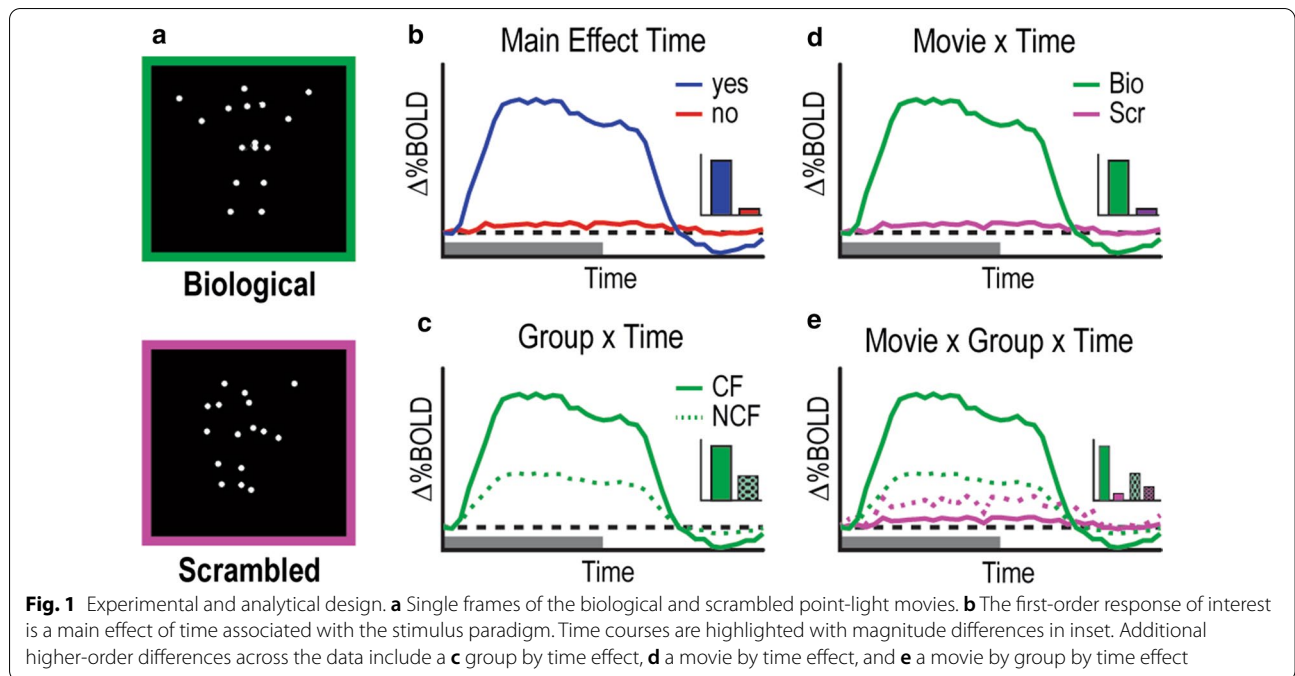 a
Biological
Scrambled
b
Main Effect Time
yes
no
Δ%BOLD
Time
c
Group x Time
CF
NCF
Δ%BOLD
Time
d
Movie x Time
Bio
Scr
Δ%BOLD
Time
e
Movie x Group x Time
Δ%BOLD
Time
Fig. 1 Experimental and analytical design. a Single frames of the biological and scrambled point-light movies. b The first-order response of interest
is a main effect of time associated with the stimulus paradigm. Time courses are highlighted with magnitude differences in inset. Additional
higher-order differences across the data include a c group by time effect, d a movie by time effect, and e a movie by group by time effect